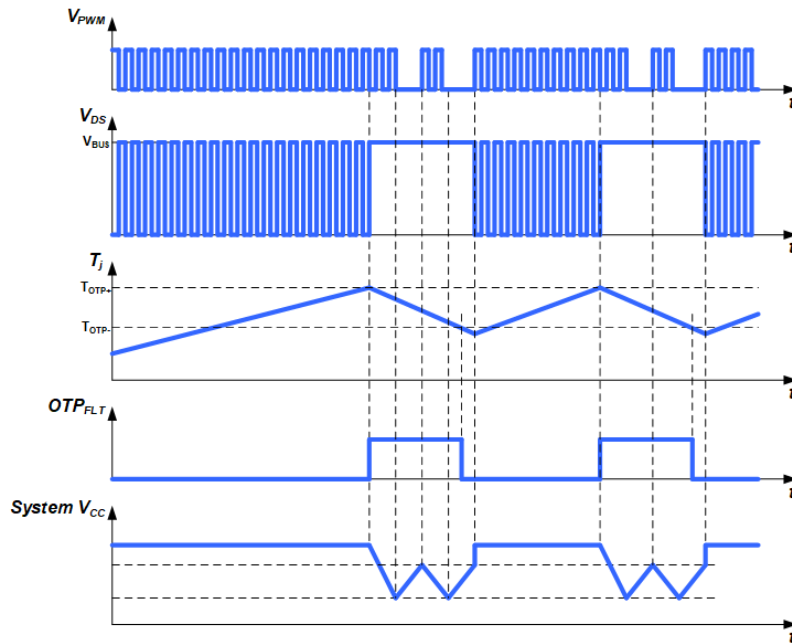 VPWM
t
VDS
VBUS
t
Tj
TOTP+
TOTP-
t
OTPFLT
t
System VCC
t